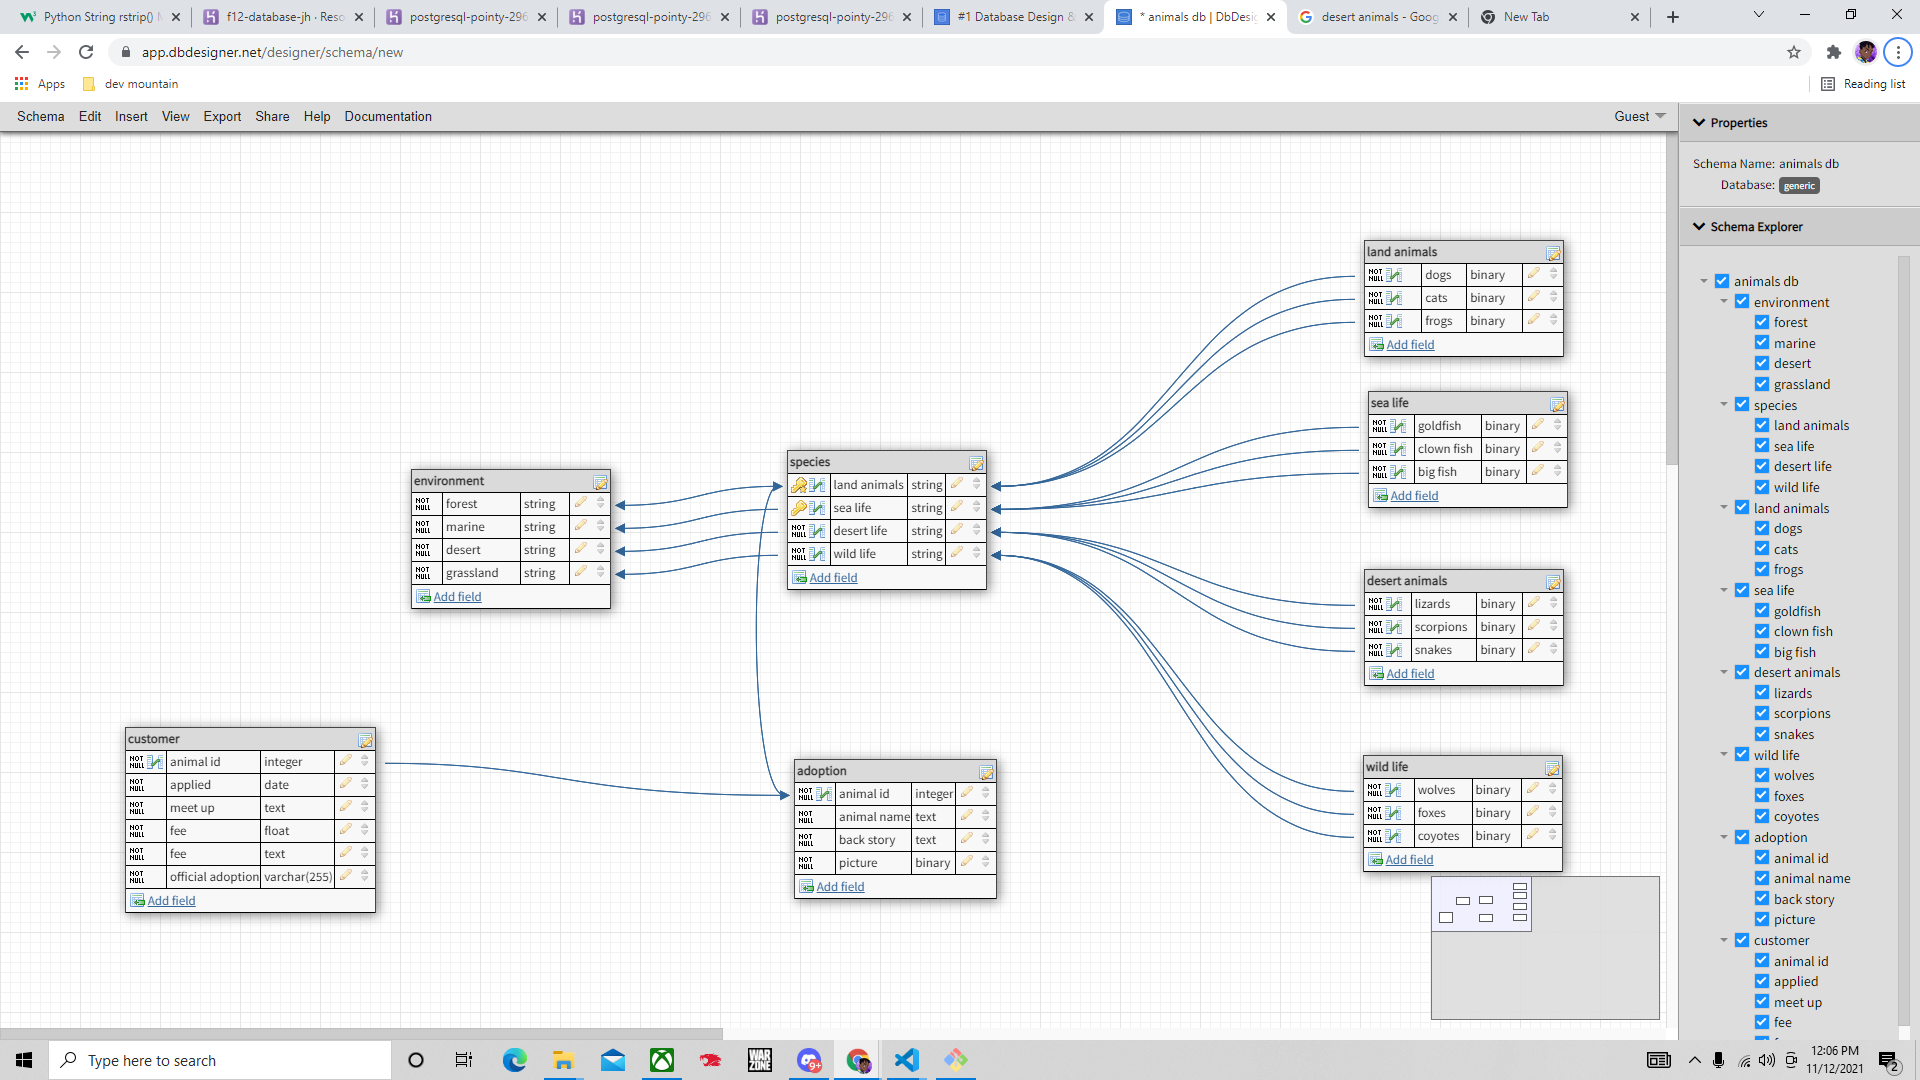 Python String rstrip() M
f12-database-jh · Reso
postgresql-pointy-296
postgresql-pointy-296
postgresql-pointy-296
#1 Database Design &
* animals db | DbDesig
desert animals - Goog
New Tab
app.dbdesigner.net/designer/schema/new
Apps
dev mountain
Reading list
Schema Edit Insert View Export Share Help Documentation
Guest
Properties
Schema Name: animals db
Database: generic
Schema Explorer
animals db
environment
forest
marine
desert
grassland
species
land animals
sea life
desert life
wild life
land animals
dogs
cats
frogs
sea life
goldfish
clown fish
big fish
desert animals
lizards
scorpions
snakes
wild life
wolves
foxes
coyotes
adoption
animal id
animal name
back story
picture
customer
animal id
applied
meet up
fee
land animals
NOT NULL dogs binary
NOT NULL cats binary
NOT NULL frogs binary
Add field
sea life
NOT NULL goldfish binary
NOT NULL clown fish binary
NOT NULL big fish binary
Add field
species
land animals string
sea life string
NOT NULL desert life string
NOT NULL wild life string
Add field
environment
NOT NULL forest string
NOT NULL marine string
NOT NULL desert string
NOT NULL grassland string
Add field
desert animals
NOT NULL lizards binary
NOT NULL scorpions binary
NOT NULL snakes binary
Add field
customer
NOT NULL animal id integer
NOT NULL applied date
NOT NULL meet up text
NOT NULL fee float
NOT NULL fee text
NOT NULL official adoption varchar(255)
Add field
adoption
NOT NULL animal id integer
NOT NULL animal name text
NOT NULL back story text
NOT NULL picture binary
Add field
wild life
NOT NULL wolves binary
NOT NULL foxes binary
NOT NULL coyotes binary
Add field
Type here to search
WAR
ZONE
9+
12:06 PM
11/12/2021
2